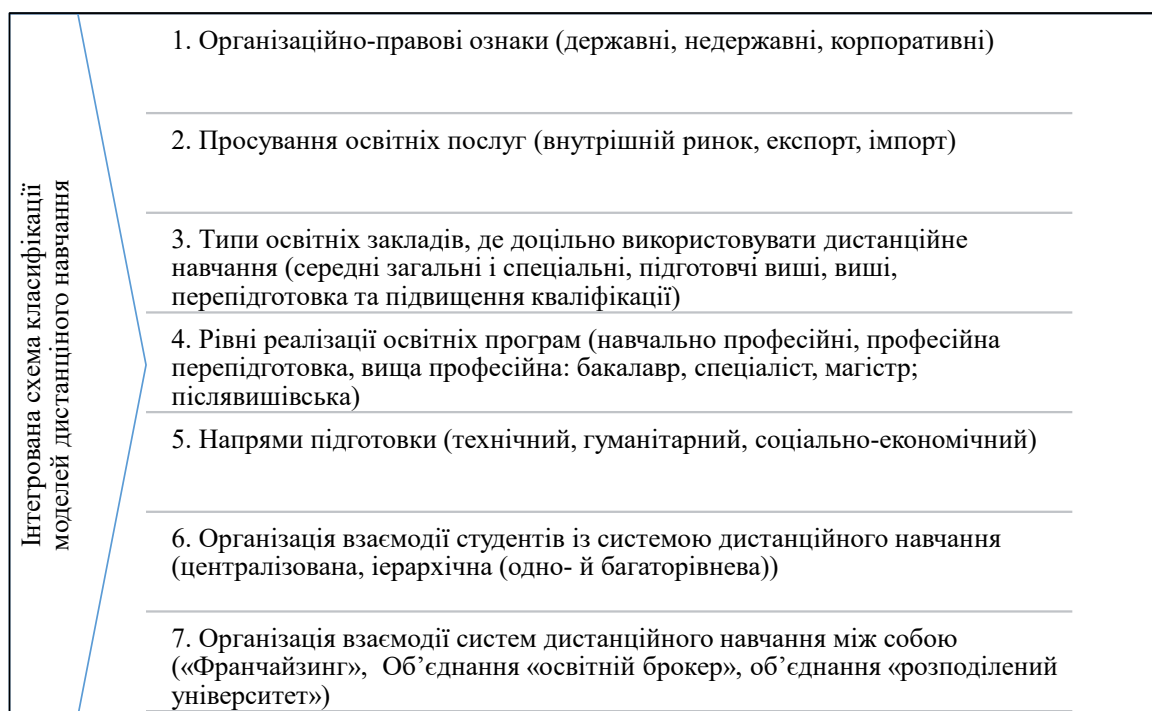 Інтегрована схема класифікації
моделей дистанціного навчання
1. Організаційно-правові ознаки (державні, недержавні, корпоративні)
2. Просування освітніх послуг (внутрішній ринок, експорт, імпорт)
3. Типи освітніх закладів, де доцільно використовувати дистанційне
навчання (середні загальні і спеціальні, підготовчі виші, виші,
перепідготовка та підвищення кваліфікації)
4. Рівні реалізації освітніх програм (навчально професійні, професійна
перепідготовка, вища професійна: бакалавр, спеціаліст, магістр;
післявишівська)
5. Напрями підготовки (технічний, гуманітарний, соціально-економічний)
6. Організація взаємодії студентів із системою дистанційного навчання
(централізована, ієрархічна (одно- й багаторівнева))
7. Організація взаємодії систем дистанційного навчання між собою
(«Франчайзинг»,  Об’єднання «освітній брокер», об’єднання «розподілений
університет»)